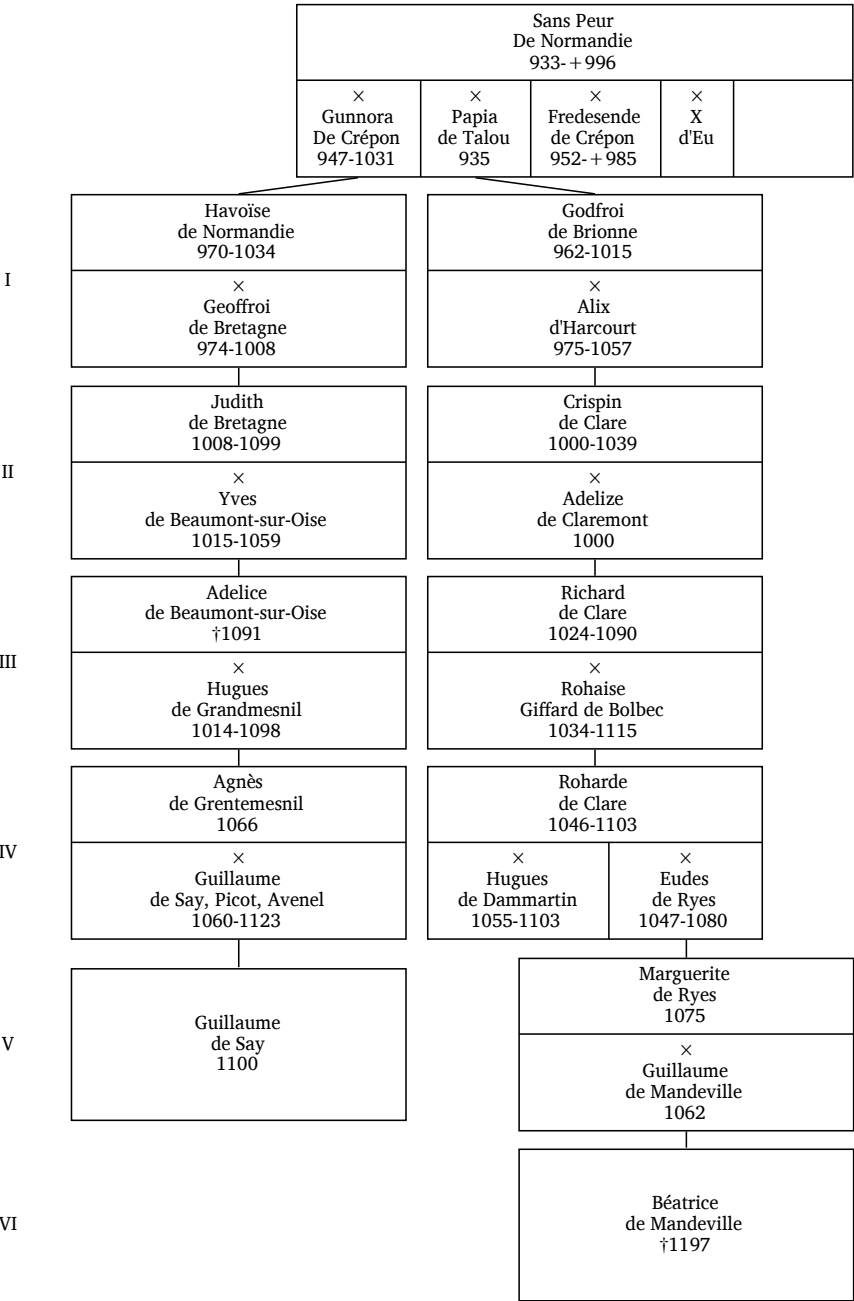 Sans Peur
De Normandie
933-+996
×
Gunnora
De Crépon
947-1031
×
Papia
de Talou
935
×
Fredesende
de Crépon
952-+985
×
X
d'Eu
I
Havoïse
de Normandie
970-1034
×
Geoffroi
de Bretagne
974-1008
Godfroi
de Brionne
962-1015
×
Alix
d'Harcourt
975-1057
II
Judith
de Bretagne
1008-1099
×
Yves
de Beaumont-sur-Oise
1015-1059
Crispin
de Clare
1000-1039
×
Adelize
de Claremont
1000
III
Adelice
de Beaumont-sur-Oise
†1091
×
Hugues
de Grandmesnil
1014-1098
Richard
de Clare
1024-1090
×
Rohaise
Giffard de Bolbec
1034-1115
IV
Agnès
de Grentemesnil
1066
×
Guillaume
de Say, Picot, Avenel
1060-1123
Roharde
de Clare
1046-1103
×
Hugues
de Dammartin
1055-1103
×
Eudes
de Ryes
1047-1080
V
Guillaume
de Say
1100
Marguerite
de Ryes
1075
×
Guillaume
de Mandeville
1062
VI
Béatrice
de Mandeville
†1197